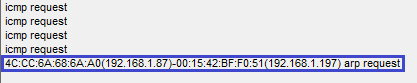 icmp request
icmp request
icmp request
icmp request
4C:CC:6A:68:6A:A0(192.168.1.87)-00:15:42:BF:F0:51(192.168.1.197) arp request